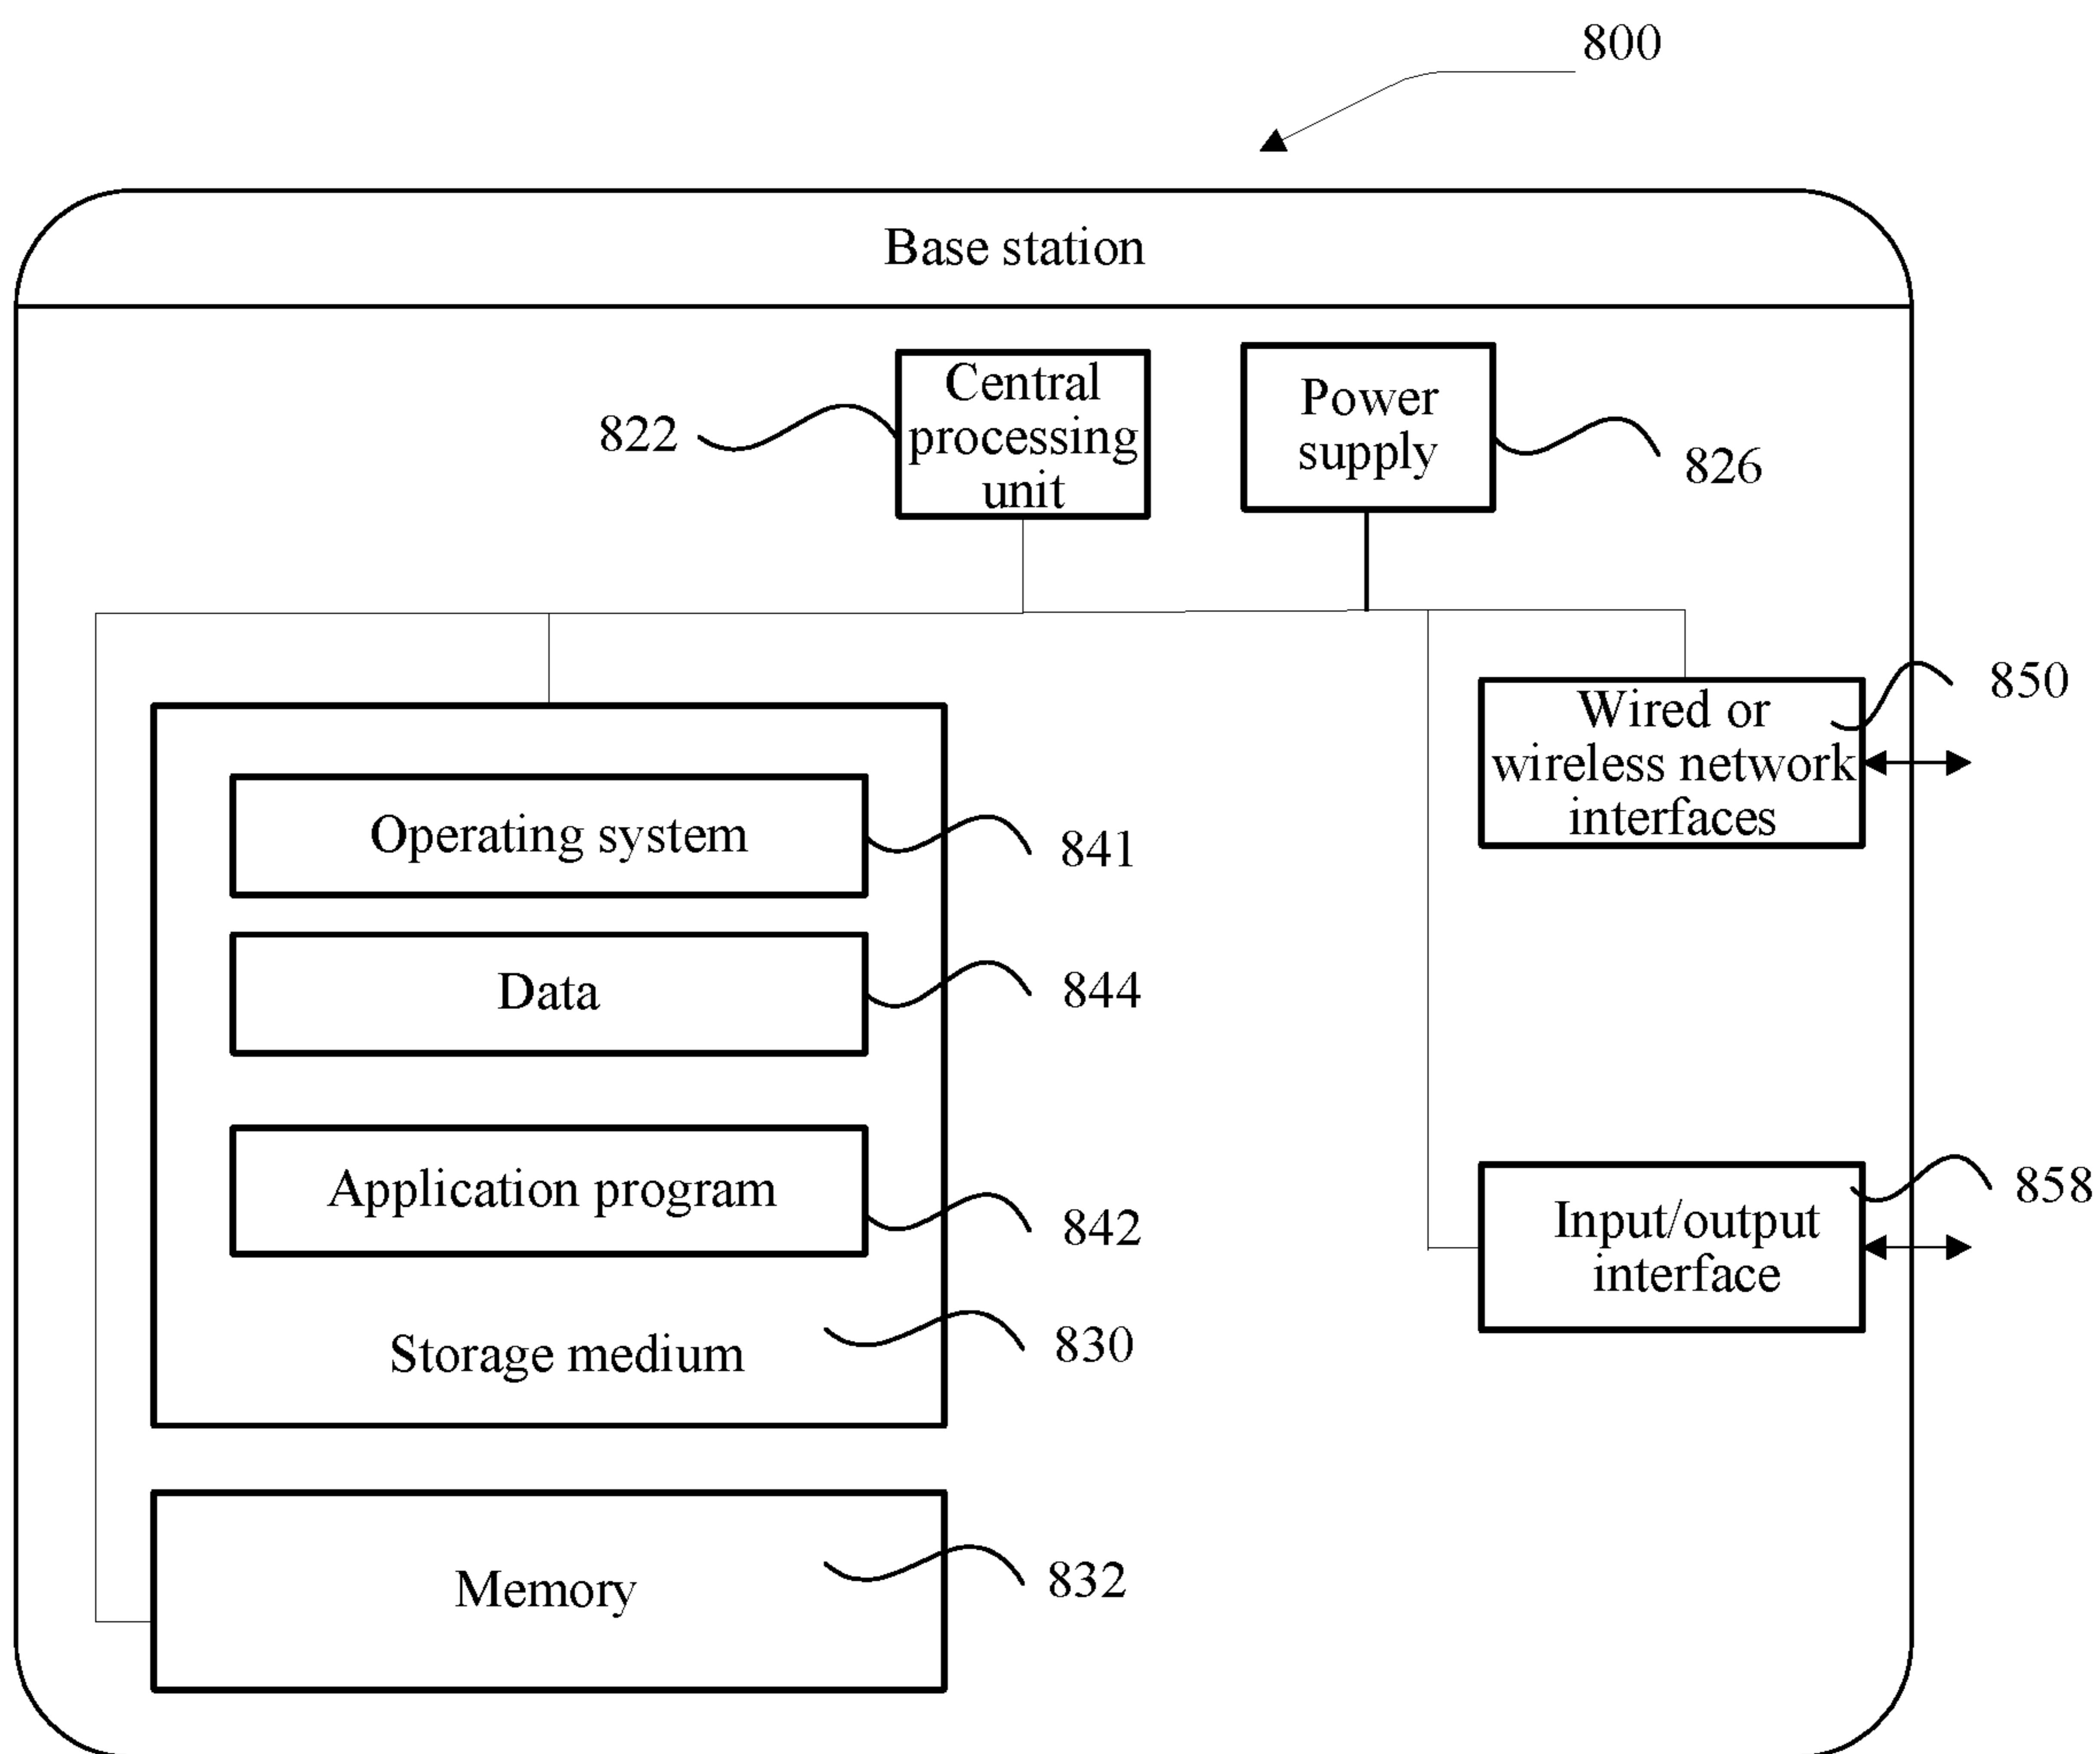 800
Base station
Central
processing
unit
822
Power
supply
826
850
Wired or
wireless network
interfaces
Operating system
841
Data
844
Application program
842
858
Input/output
interface
Storage medium
830
Memory
832